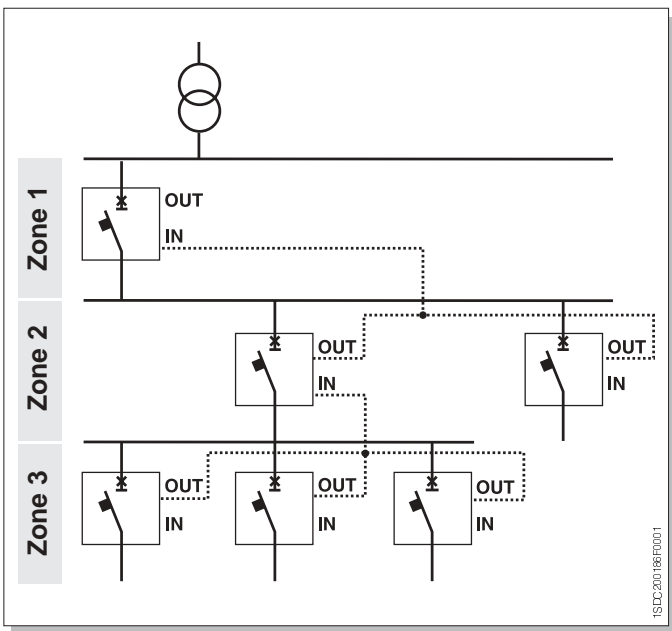 Zone 1
OUT
IN
Zone 2
OUT
IN
OUT
IN
Zone 3
OUT
IN
OUT
IN
OUT
IN
1SDC200186F0001